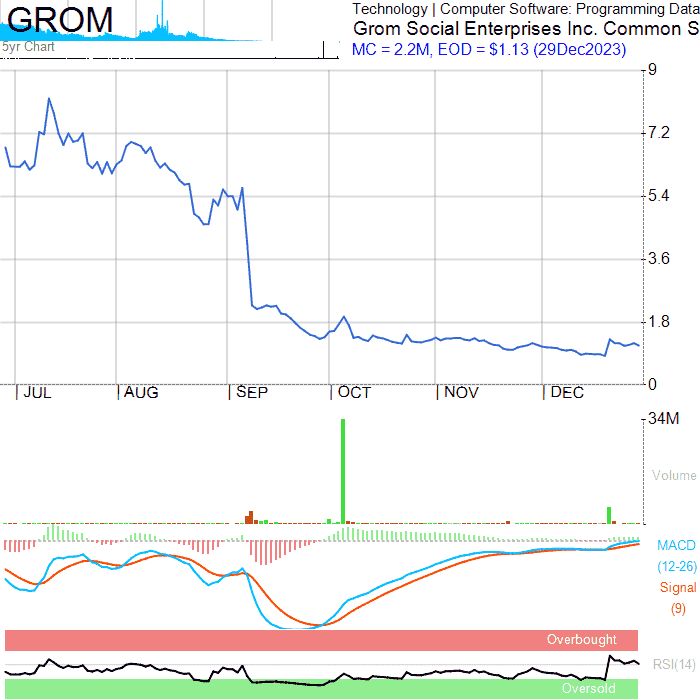 GROM
Technology | Computer Software: Programming Data
Grom Social Enterprises Inc. Common S
5yr Chart
MC = 2.2M, EOD = $1.13 (29Dec2023)
9
7.2
5.4
3.6
1.8
0
JUL AUG SEP OCT NOV DEC
34M
Volume
MACD
(12-26)
Signal
(9)
Overbought
RSI(14)
Oversold